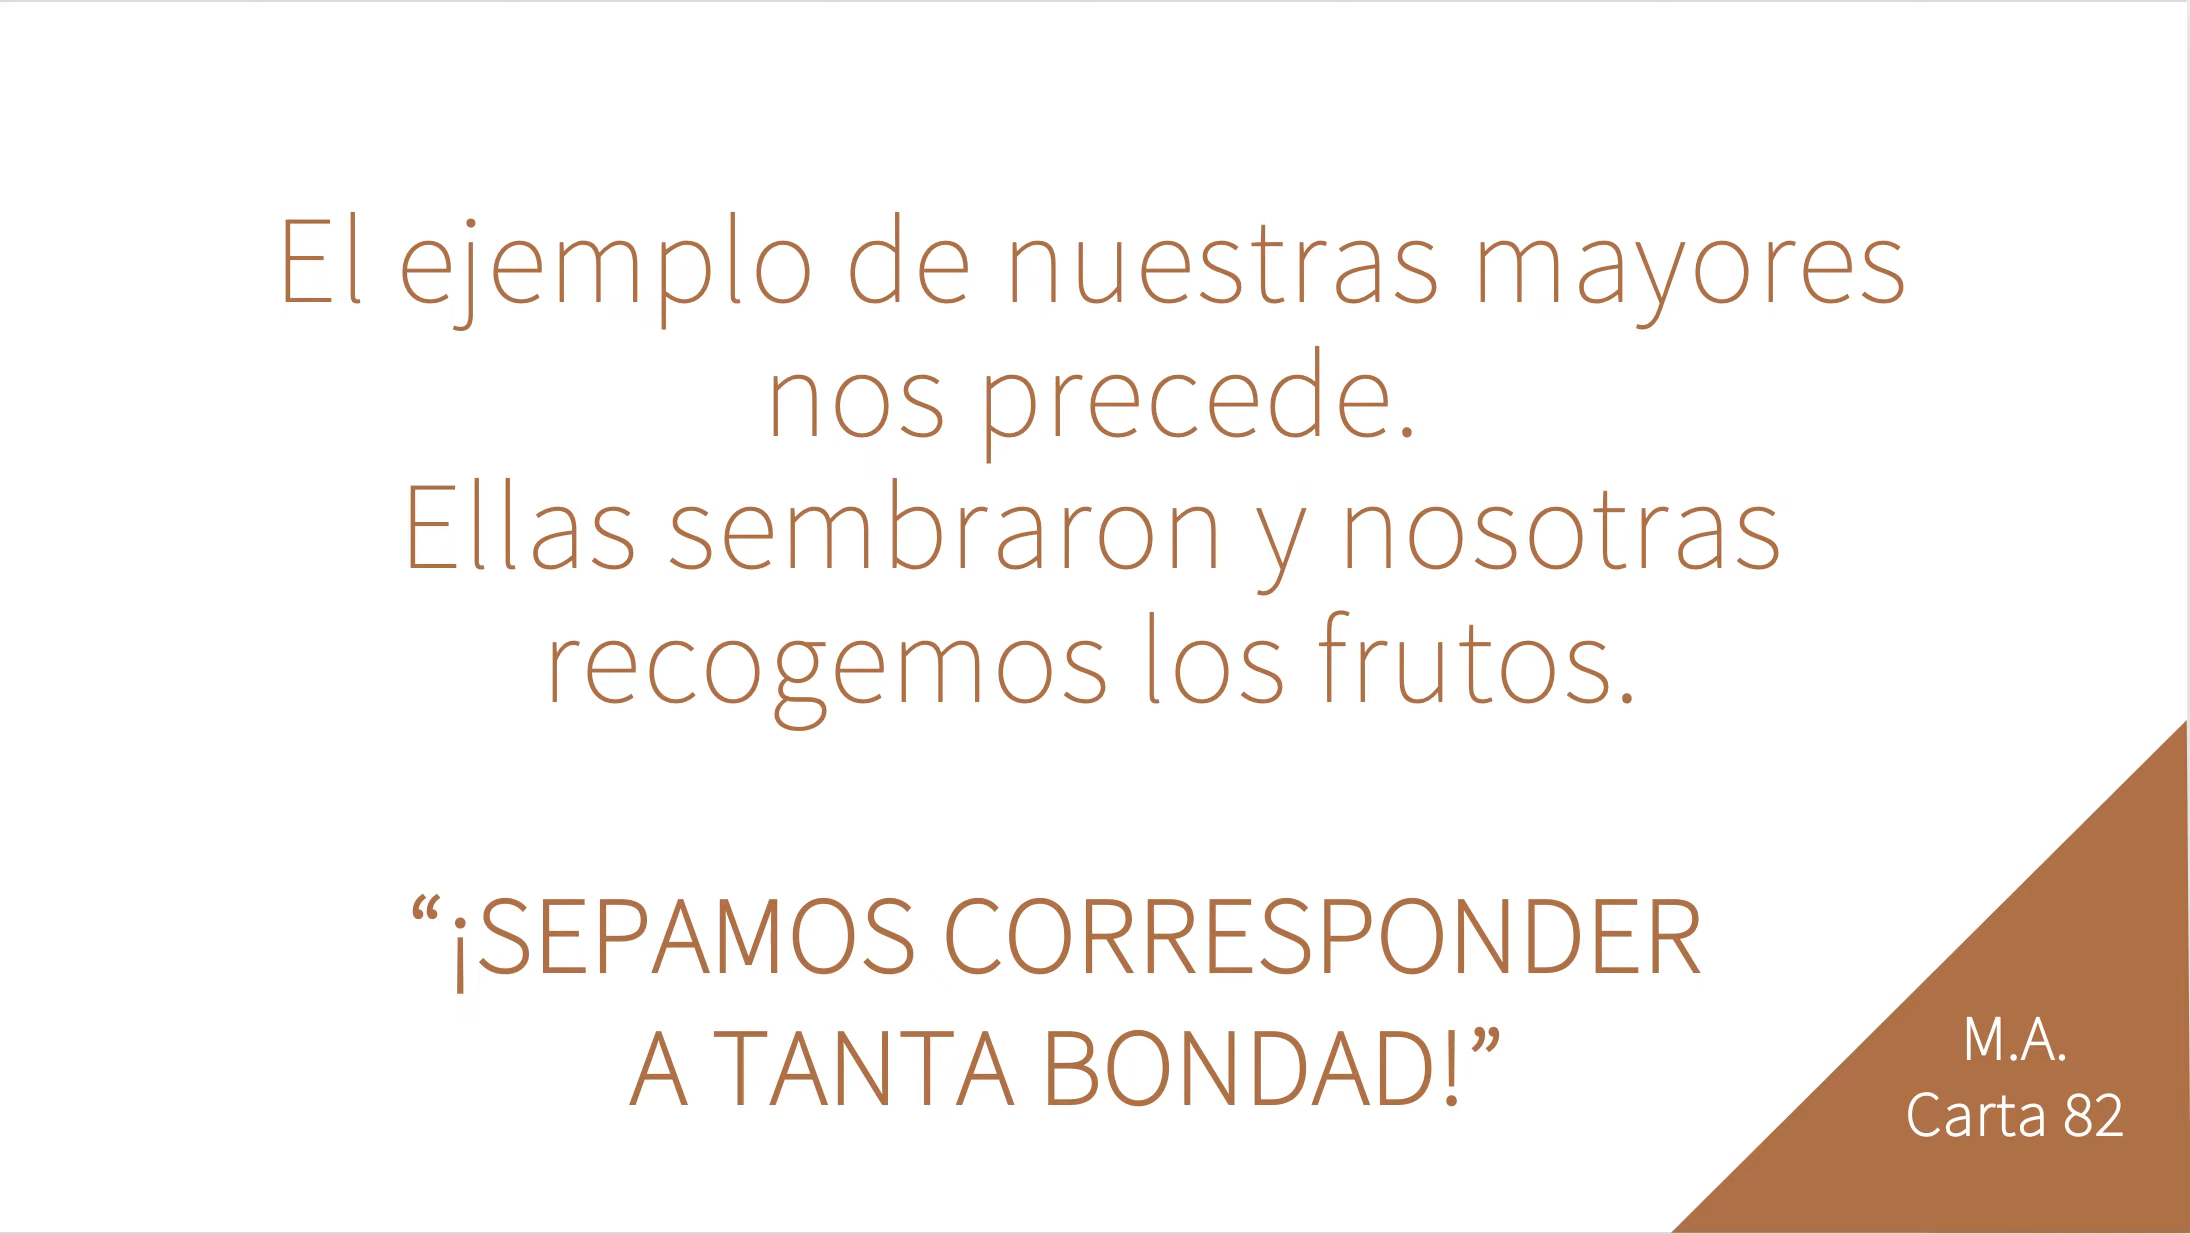 El ejemplo de nuestras mayores
nos precede.
Ellas sembraron y nosotras
recogemos los frutos.
“¡SEPAMOS CORRESPONDER
A TANTA BONDAD!”
M.A.
Carta 82